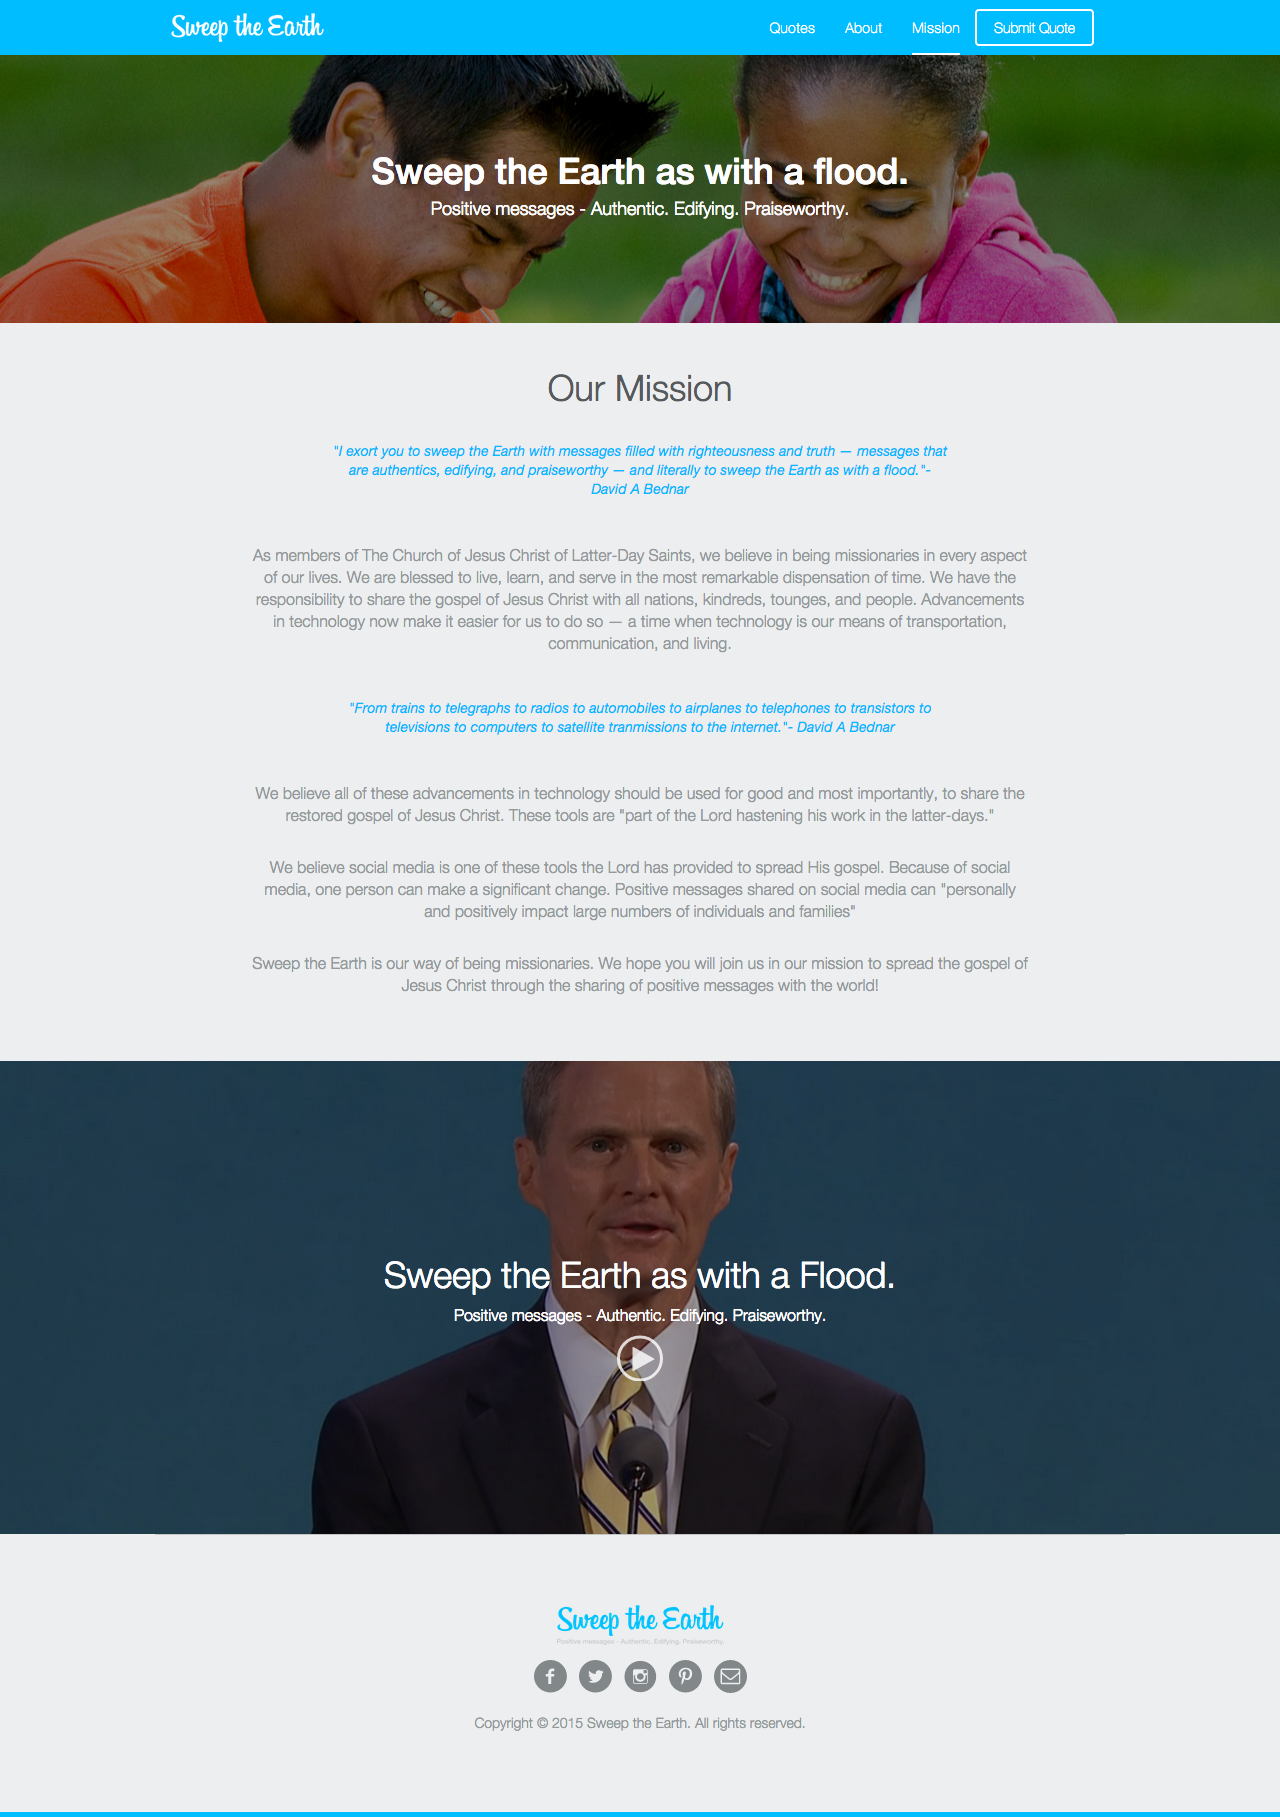 Sweep the Earth
Quotes About Mission Submit Quote
Sweep the Earth as with a flood.
Positive messages - Authentic. Edifying. Praiseworthy.
Our Mission
"I exort you to sweep the Earth with messages filled with righteousness and truth — messages that
are authentics, edifying, and praiseworthy — and literally to sweep the Earth as with a flood."-
David A Bednar
As members of The Church of Jesus Christ of Latter-Day Saints, we believe in being missionaries in every aspect
of our lives. We are blessed to live, learn, and serve in the most remarkable dispensation of time. We have the
responsibility to share the gospel of Jesus Christ with all nations, kindreds, tounges, and people. Advancements
in technology now make it easier for us to do so — a time when technology is our means of transportation,
communication, and living.
"From trains to telegraphs to radios to automobiles to airplanes to telephones to transistors to
televisions to computers to satellite tranmissions to the internet."- David A Bednar
We believe all of these advancements in technology should be used for good and most importantly, to share the
restored gospel of Jesus Christ. These tools are "part of the Lord hastening his work in the latter-days."
We believe social media is one of these tools the Lord has provided to spread His gospel. Because of social
media, one person can make a significant change. Positive messages shared on social media can "personally
and positively impact large numbers of individuals and families"
Sweep the Earth is our way of being missionaries. We hope you will join us in our mission to spread the gospel of
Jesus Christ through the sharing of positive messages with the world!
Sweep the Earth as with a Flood.
Positive messages - Authentic. Edifying. Praiseworthy.
Sweep the Earth
Positive messages - Authentic. Edifying. Praiseworthy.
Copyright © 2015 Sweep the Earth. All rights reserved.